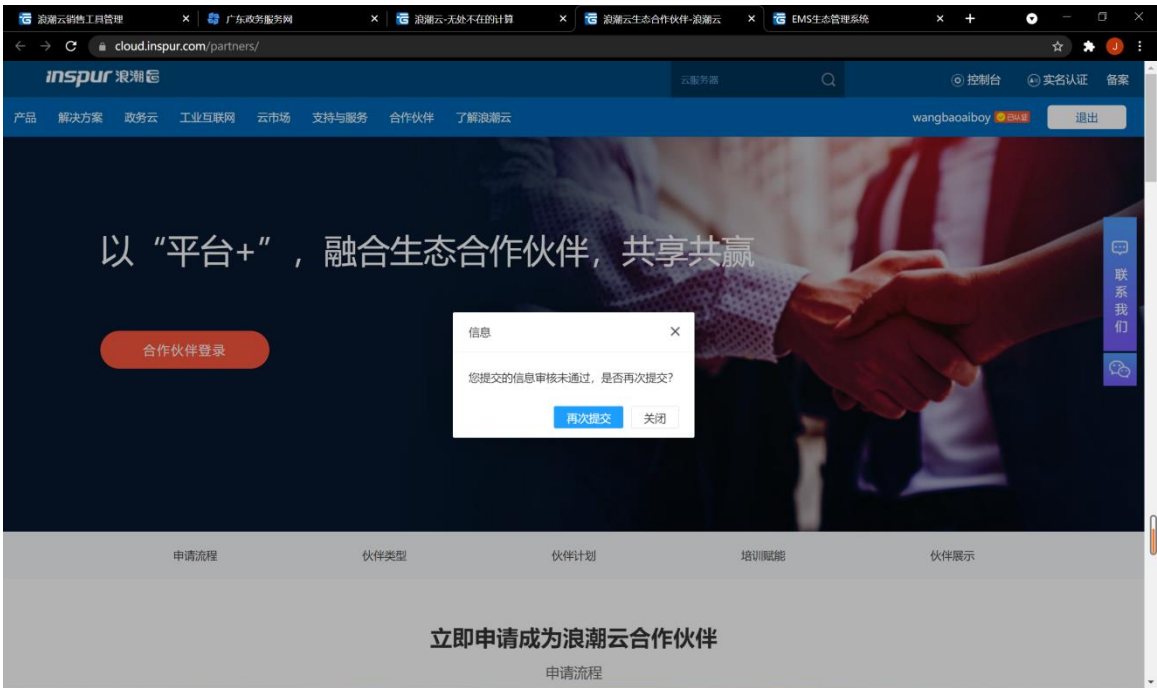 浪潮云销售工具管理
广东政务服务网
浪潮云-无处不在的计算
浪潮云生态合作伙伴-浪潮云
EMS生态管理系统
cloud.inspur.com/partners/
J
inspur 浪潮云
云服务器
控制台
实名认证
备案
产品 解决方案 政务云 工业互联网 云市场 支持与服务 合作伙伴 了解浪潮云
wangbaoaiboy 已认证
退出
以“平台+”，融合生态合作伙伴，共享共赢
合作伙伴登录
信息
您提交的信息审核未通过，是否再次提交？
再次提交 关闭
联系我们
申请流程 伙伴类型 伙伴计划 培训赋能 伙伴展示
立即申请成为浪潮云合作伙伴
申请流程